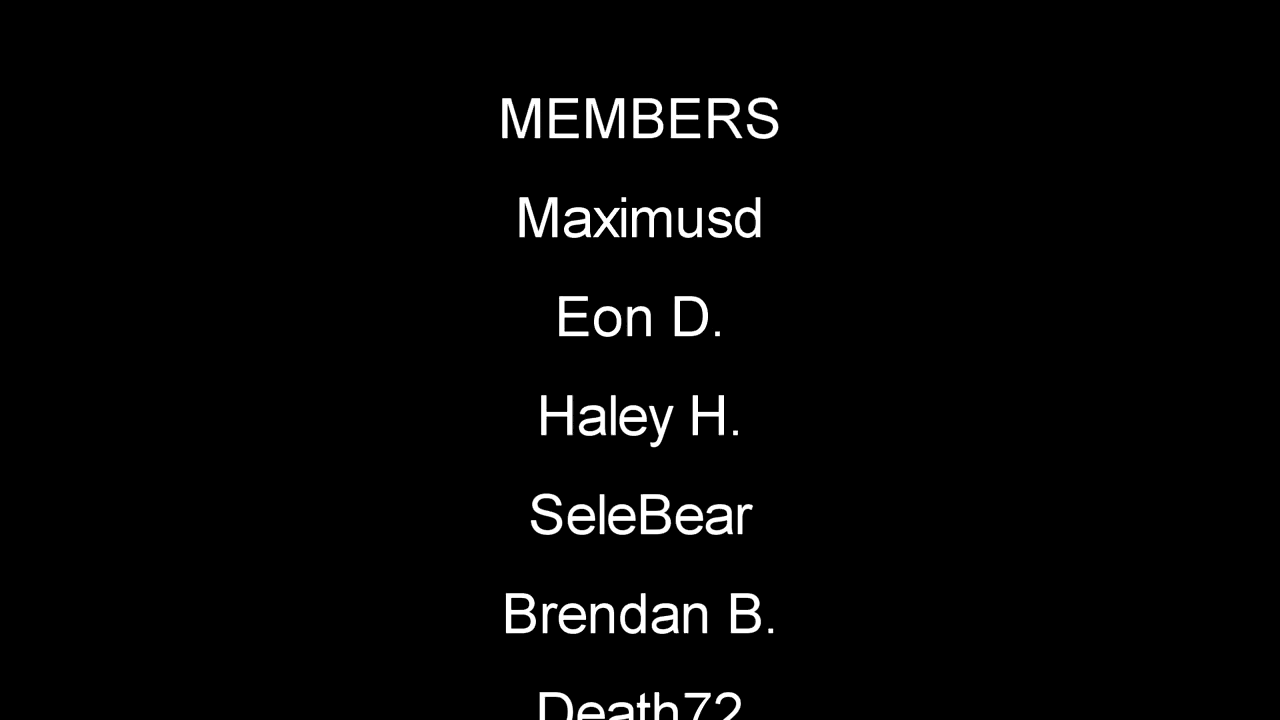 MEMBERS
Maximusd
Eon D.
Haley H.
SeleBear
Brendan B.
Death72